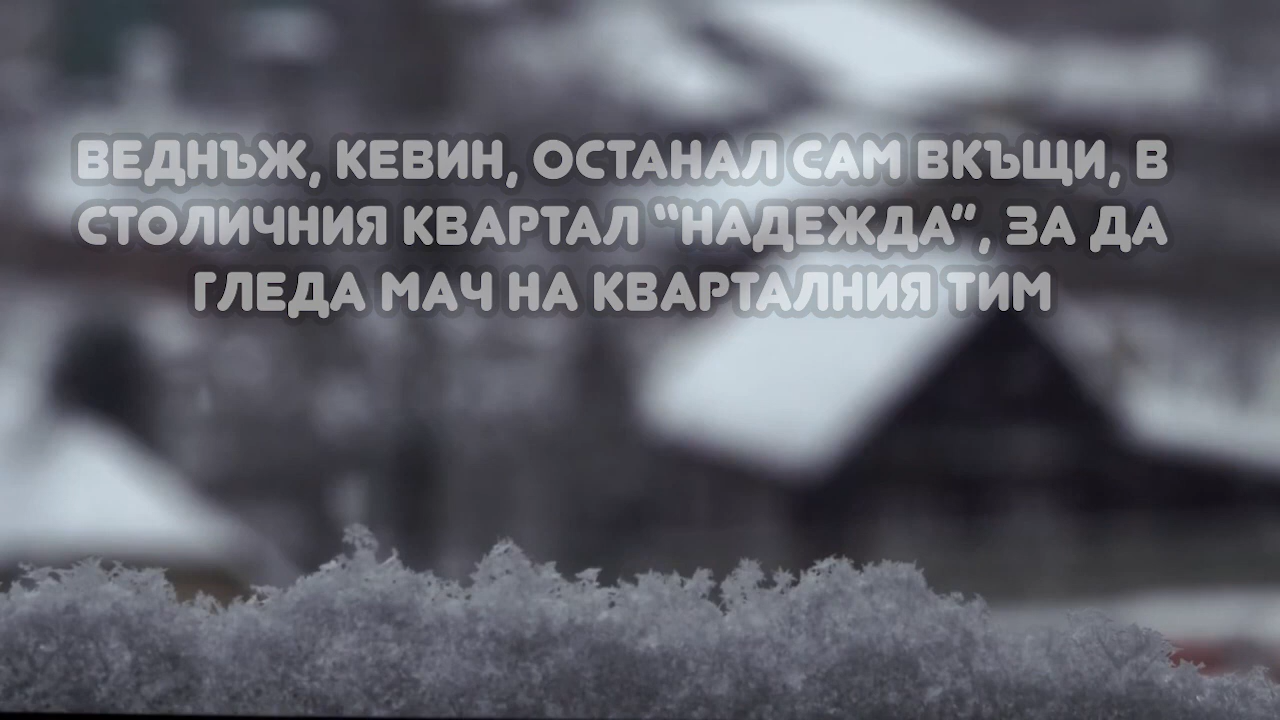 ВЕДНЪЖ, КЕВИН, ОСТАНАЛ САМ ВКЪЩИ, В
СТОЛИЧНИЯ КВАРТАЛ "НАДЕЖДА", ЗА ДА
ГЛЕДА МАЧ НА КВАРТАЛНИЯ ТИМ